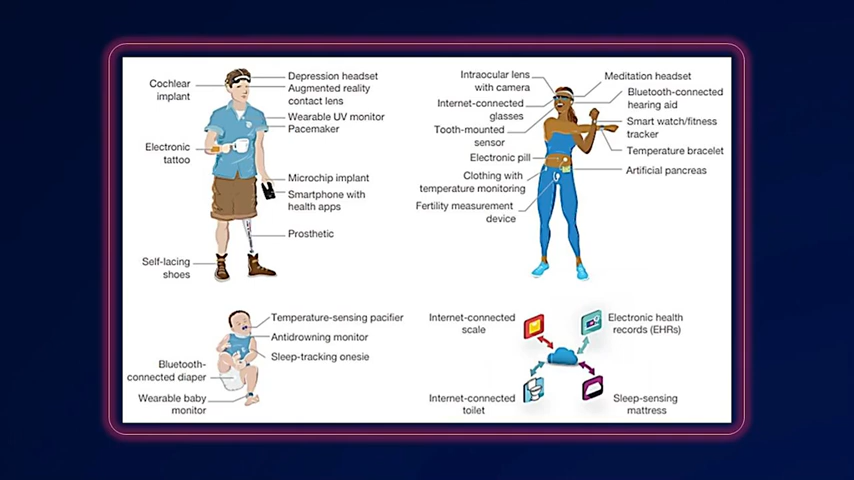 Cochlear
implant
Electronic
tattoo
Self-lacing
shoes
Depression headset
Augmented reality
contact lens
Wearable UV monitor
Pacemaker
Microchip implant
Smartphone with
health apps
Prosthetic
Intraocular lens
with camera
Internet-connected
glasses
Tooth-mounted
sensor
Electronic pill
Clothing with
temperature monitoring
Fertility measurement
device
Meditation headset
Bluetooth-connected
hearing aid
Smart watch/fitness
tracker
Temperature bracelet
Artificial pancreas
Temperature-sensing pacifier
Antidrowning monitor
Sleep-tracking onesie
Bluetooth-
connected diaper
Wearable baby
monitor
Internet-connected
scale
Electronic health
records (EHRs)
Internet-connected
toilet
Sleep-sensing
mattress